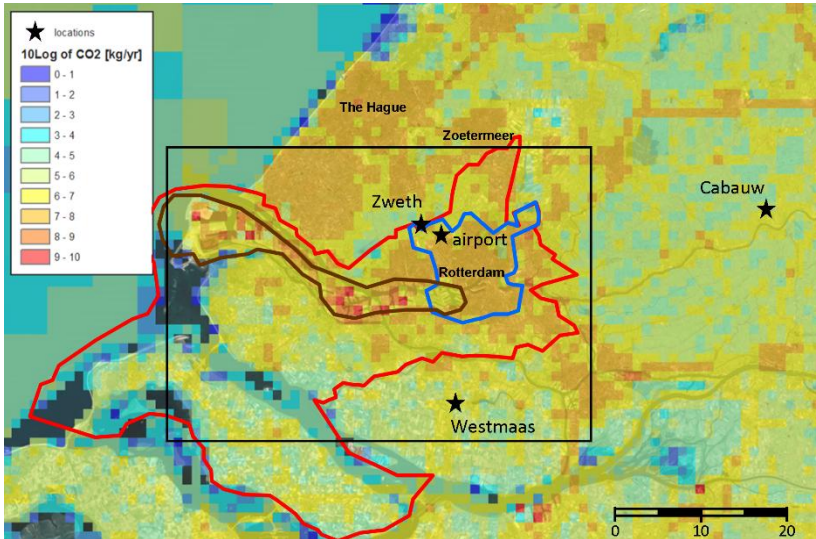 locations
10Log of CO2 [kg/yr]
0 - 1
1 - 2
2 - 3
3 - 4
4 - 5
5 - 6
6 - 7
7 - 8
8 - 9
9 - 10
The Hague
Zoetermeer
Zweth
Cabauw
airport
Rotterdam
Westmaas
0 10 20